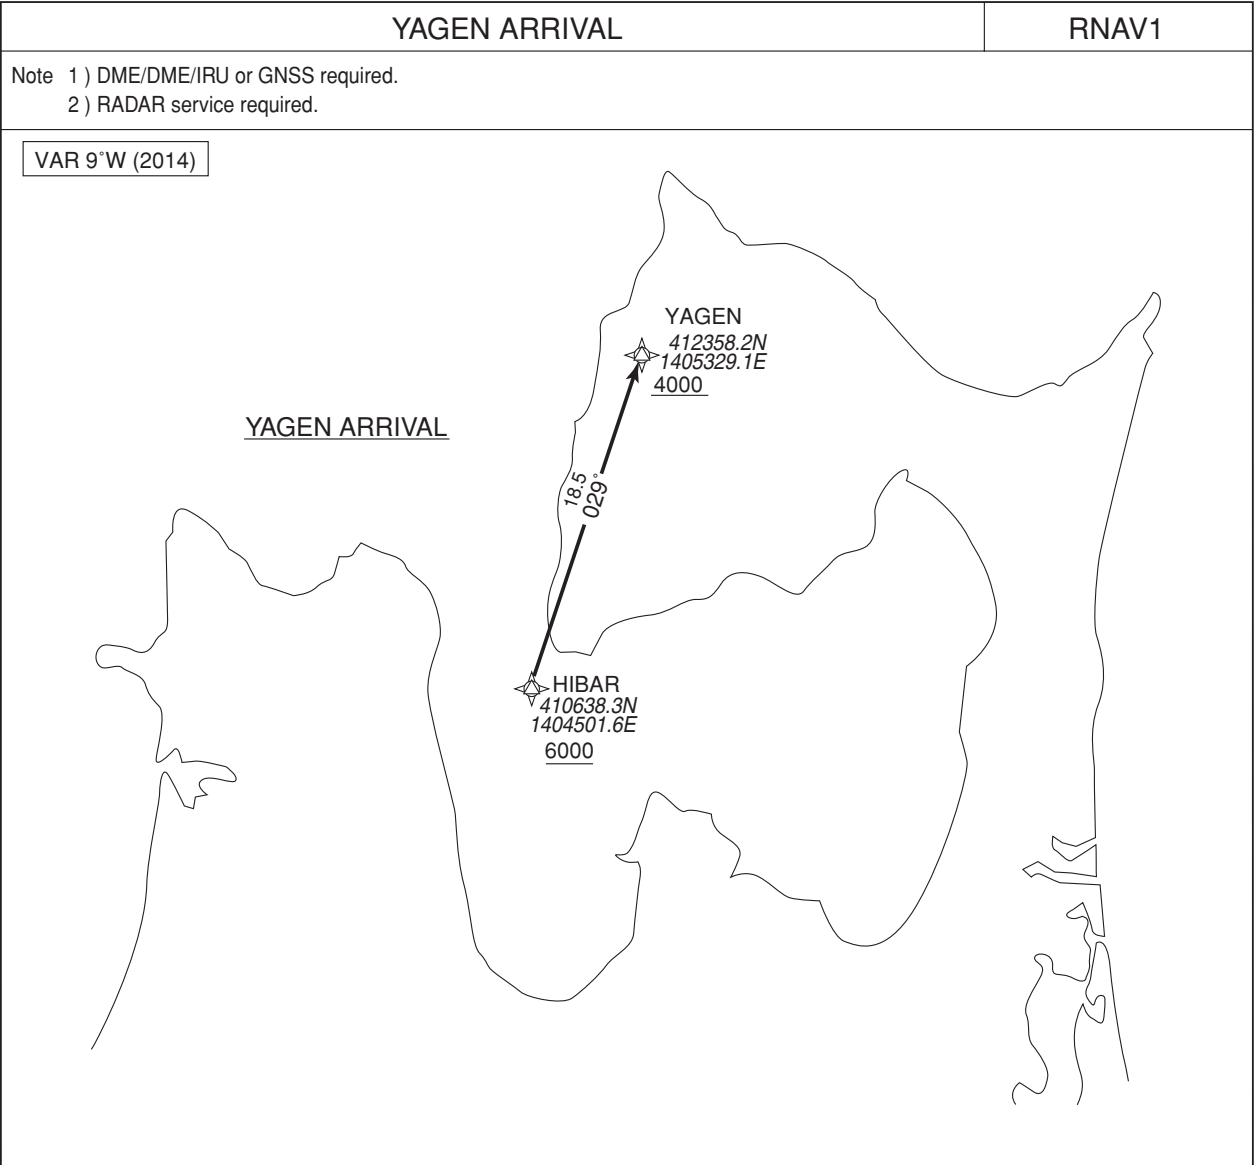 YAGEN ARRIVAL
RNAV1
Note 1 ) DME/DME/IRU or GNSS required.
2 ) RADAR service required.
VAR 9˚W (2014)
YAGEN
412358.2N
1405329.1E
4000
YAGEN ARRIVAL
18.5
029˚
HIBAR
410638.3N
1404501.6E
6000